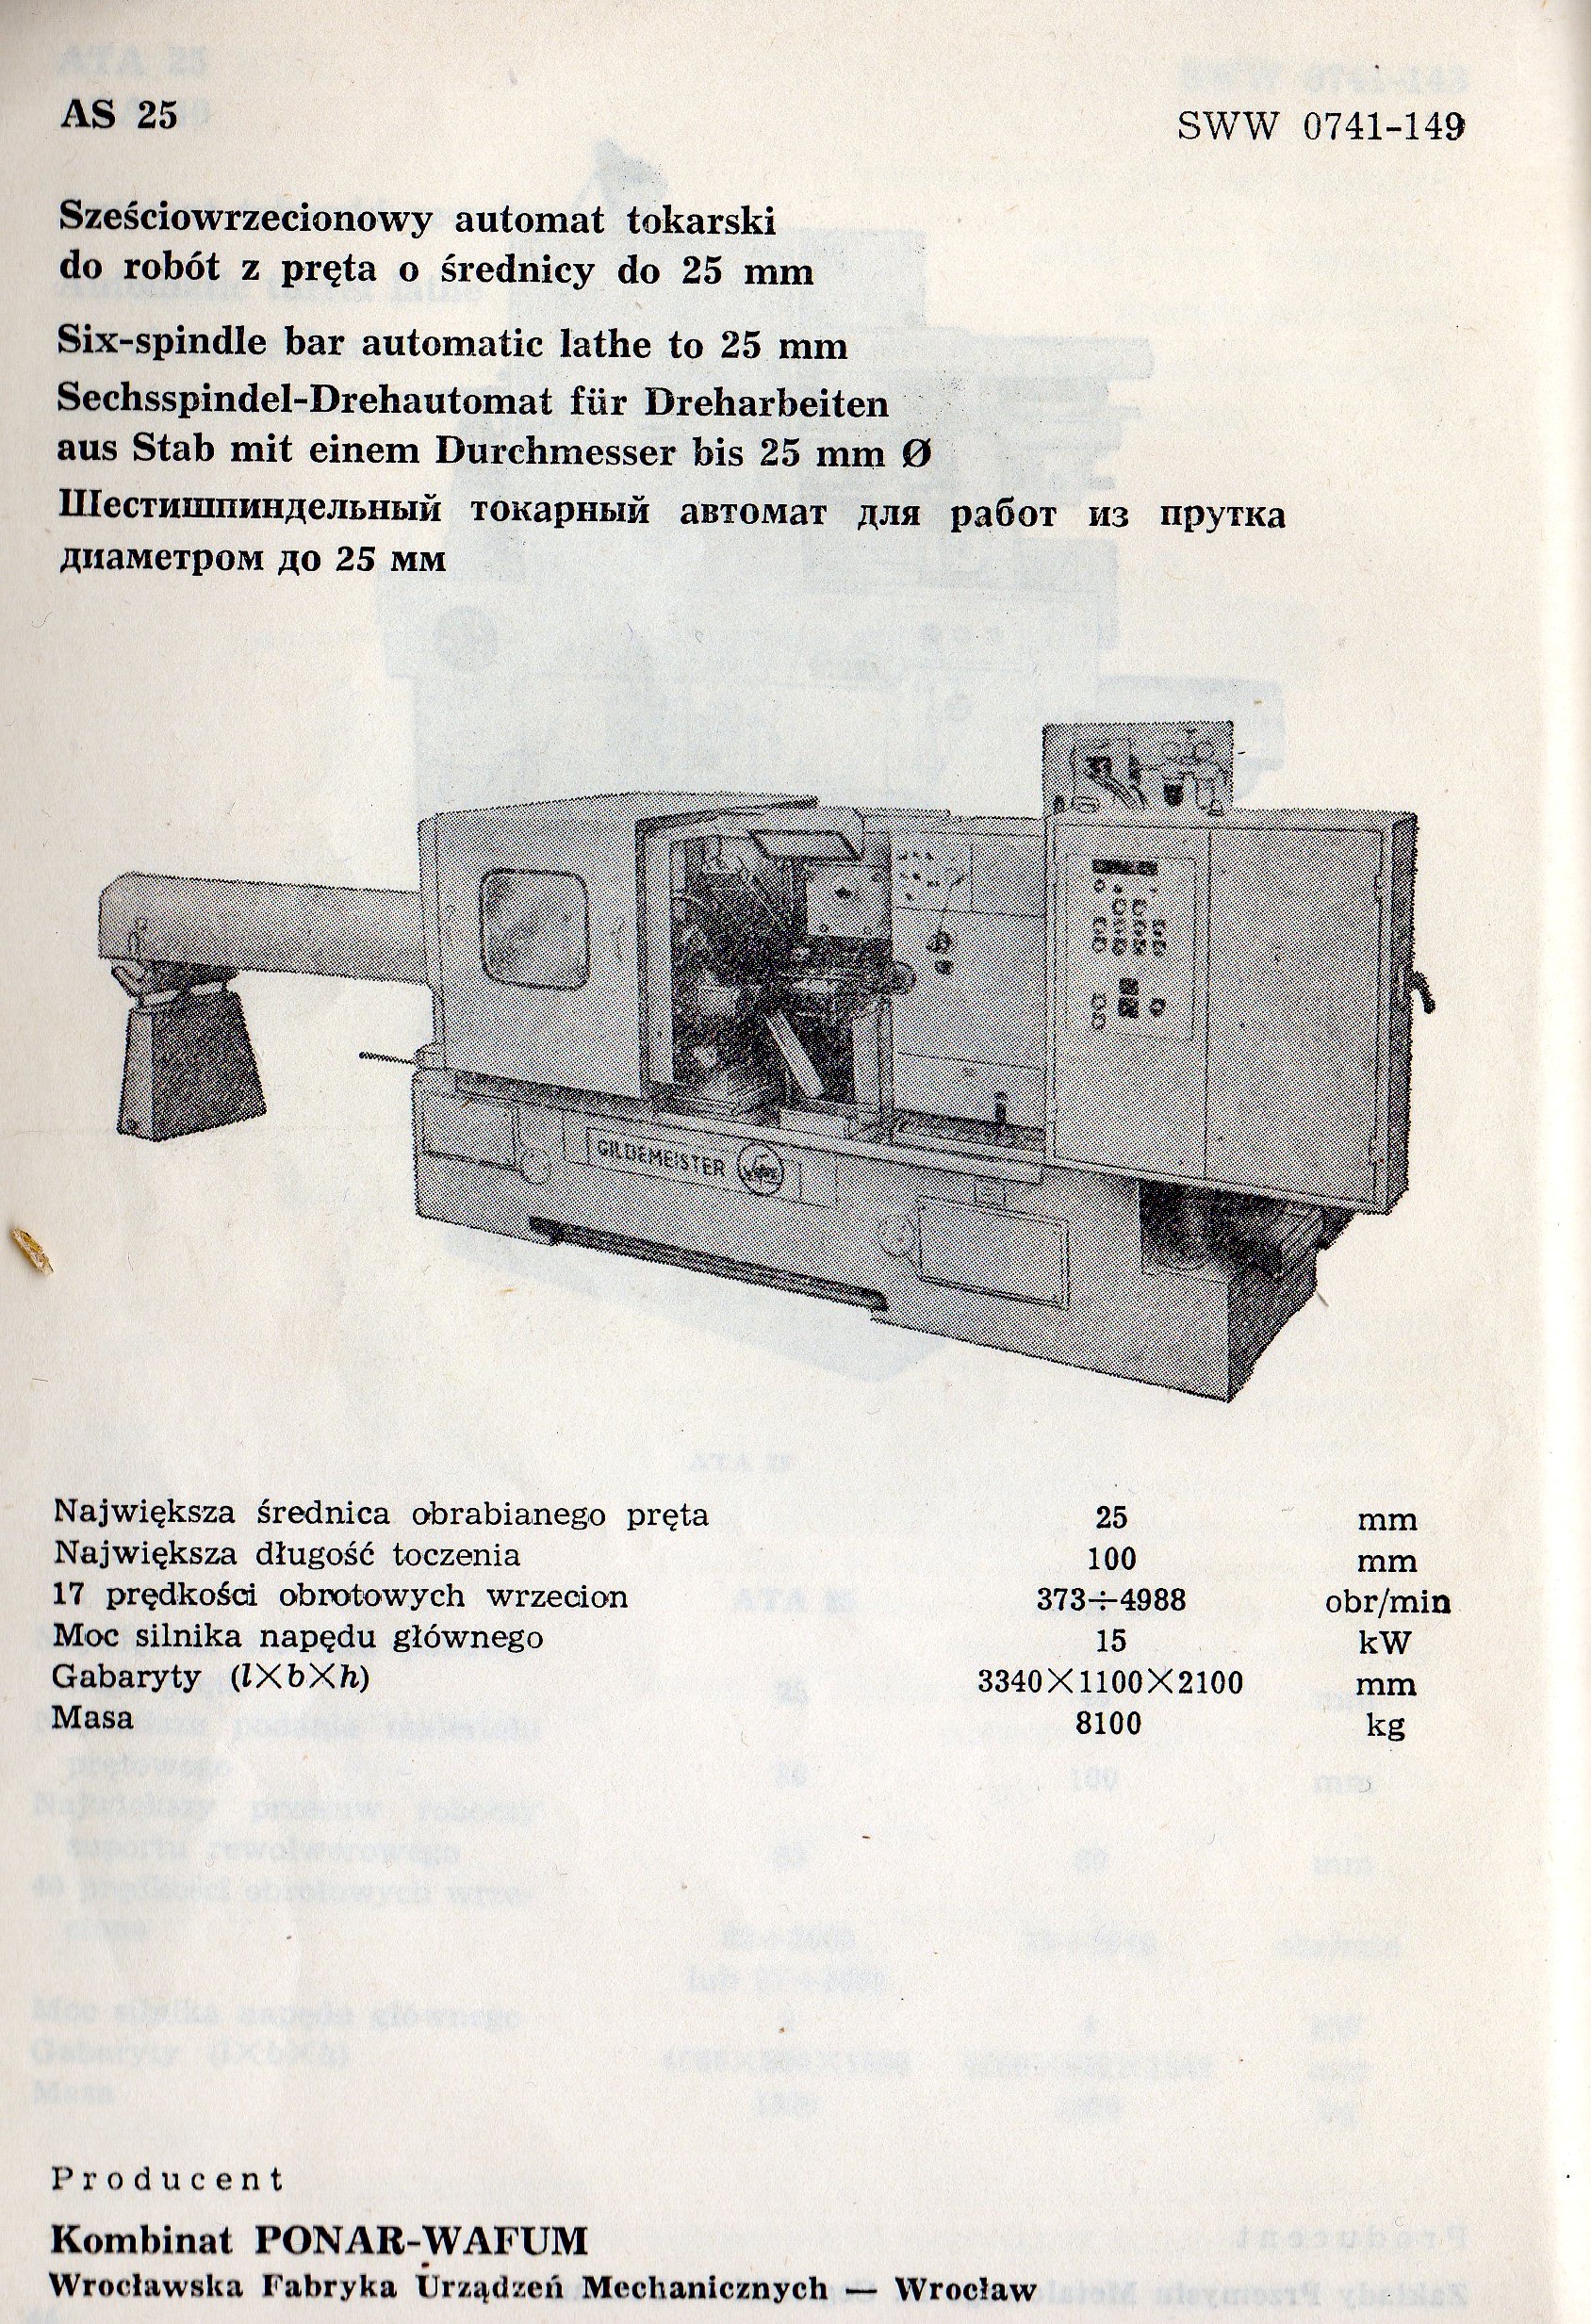 AS 25
SWW 0741-149
Sześciowrzecionowy automat tokarski
do robót z pręta o średnicy do 25 mm
Six-spindle bar automatic lathe to 25 mm
Sechsspindel-Drehautomat für Dreharbeiten
aus Stab mit einem Durchmesser bis 25 mm Ø
Шестишпиндельный токарный автомат для работ из прутка
диаметром до 25 мм
GILDEMEISTER
Największa średnica obrabianego pręta 25 mm
Największa długość toczenia 100 mm
17 prędkości obrotowych wrzecion 373÷4988 obr/min
Moc silnika napędu głównego 15 kW
Gabaryty (l×b×h) 3340×1100×2100 mm
Masa 8100 kg
Producent
Kombinat PONAR-WAFUM
Wrocławska Fabryka Urządzeń Mechanicznych — Wrocław